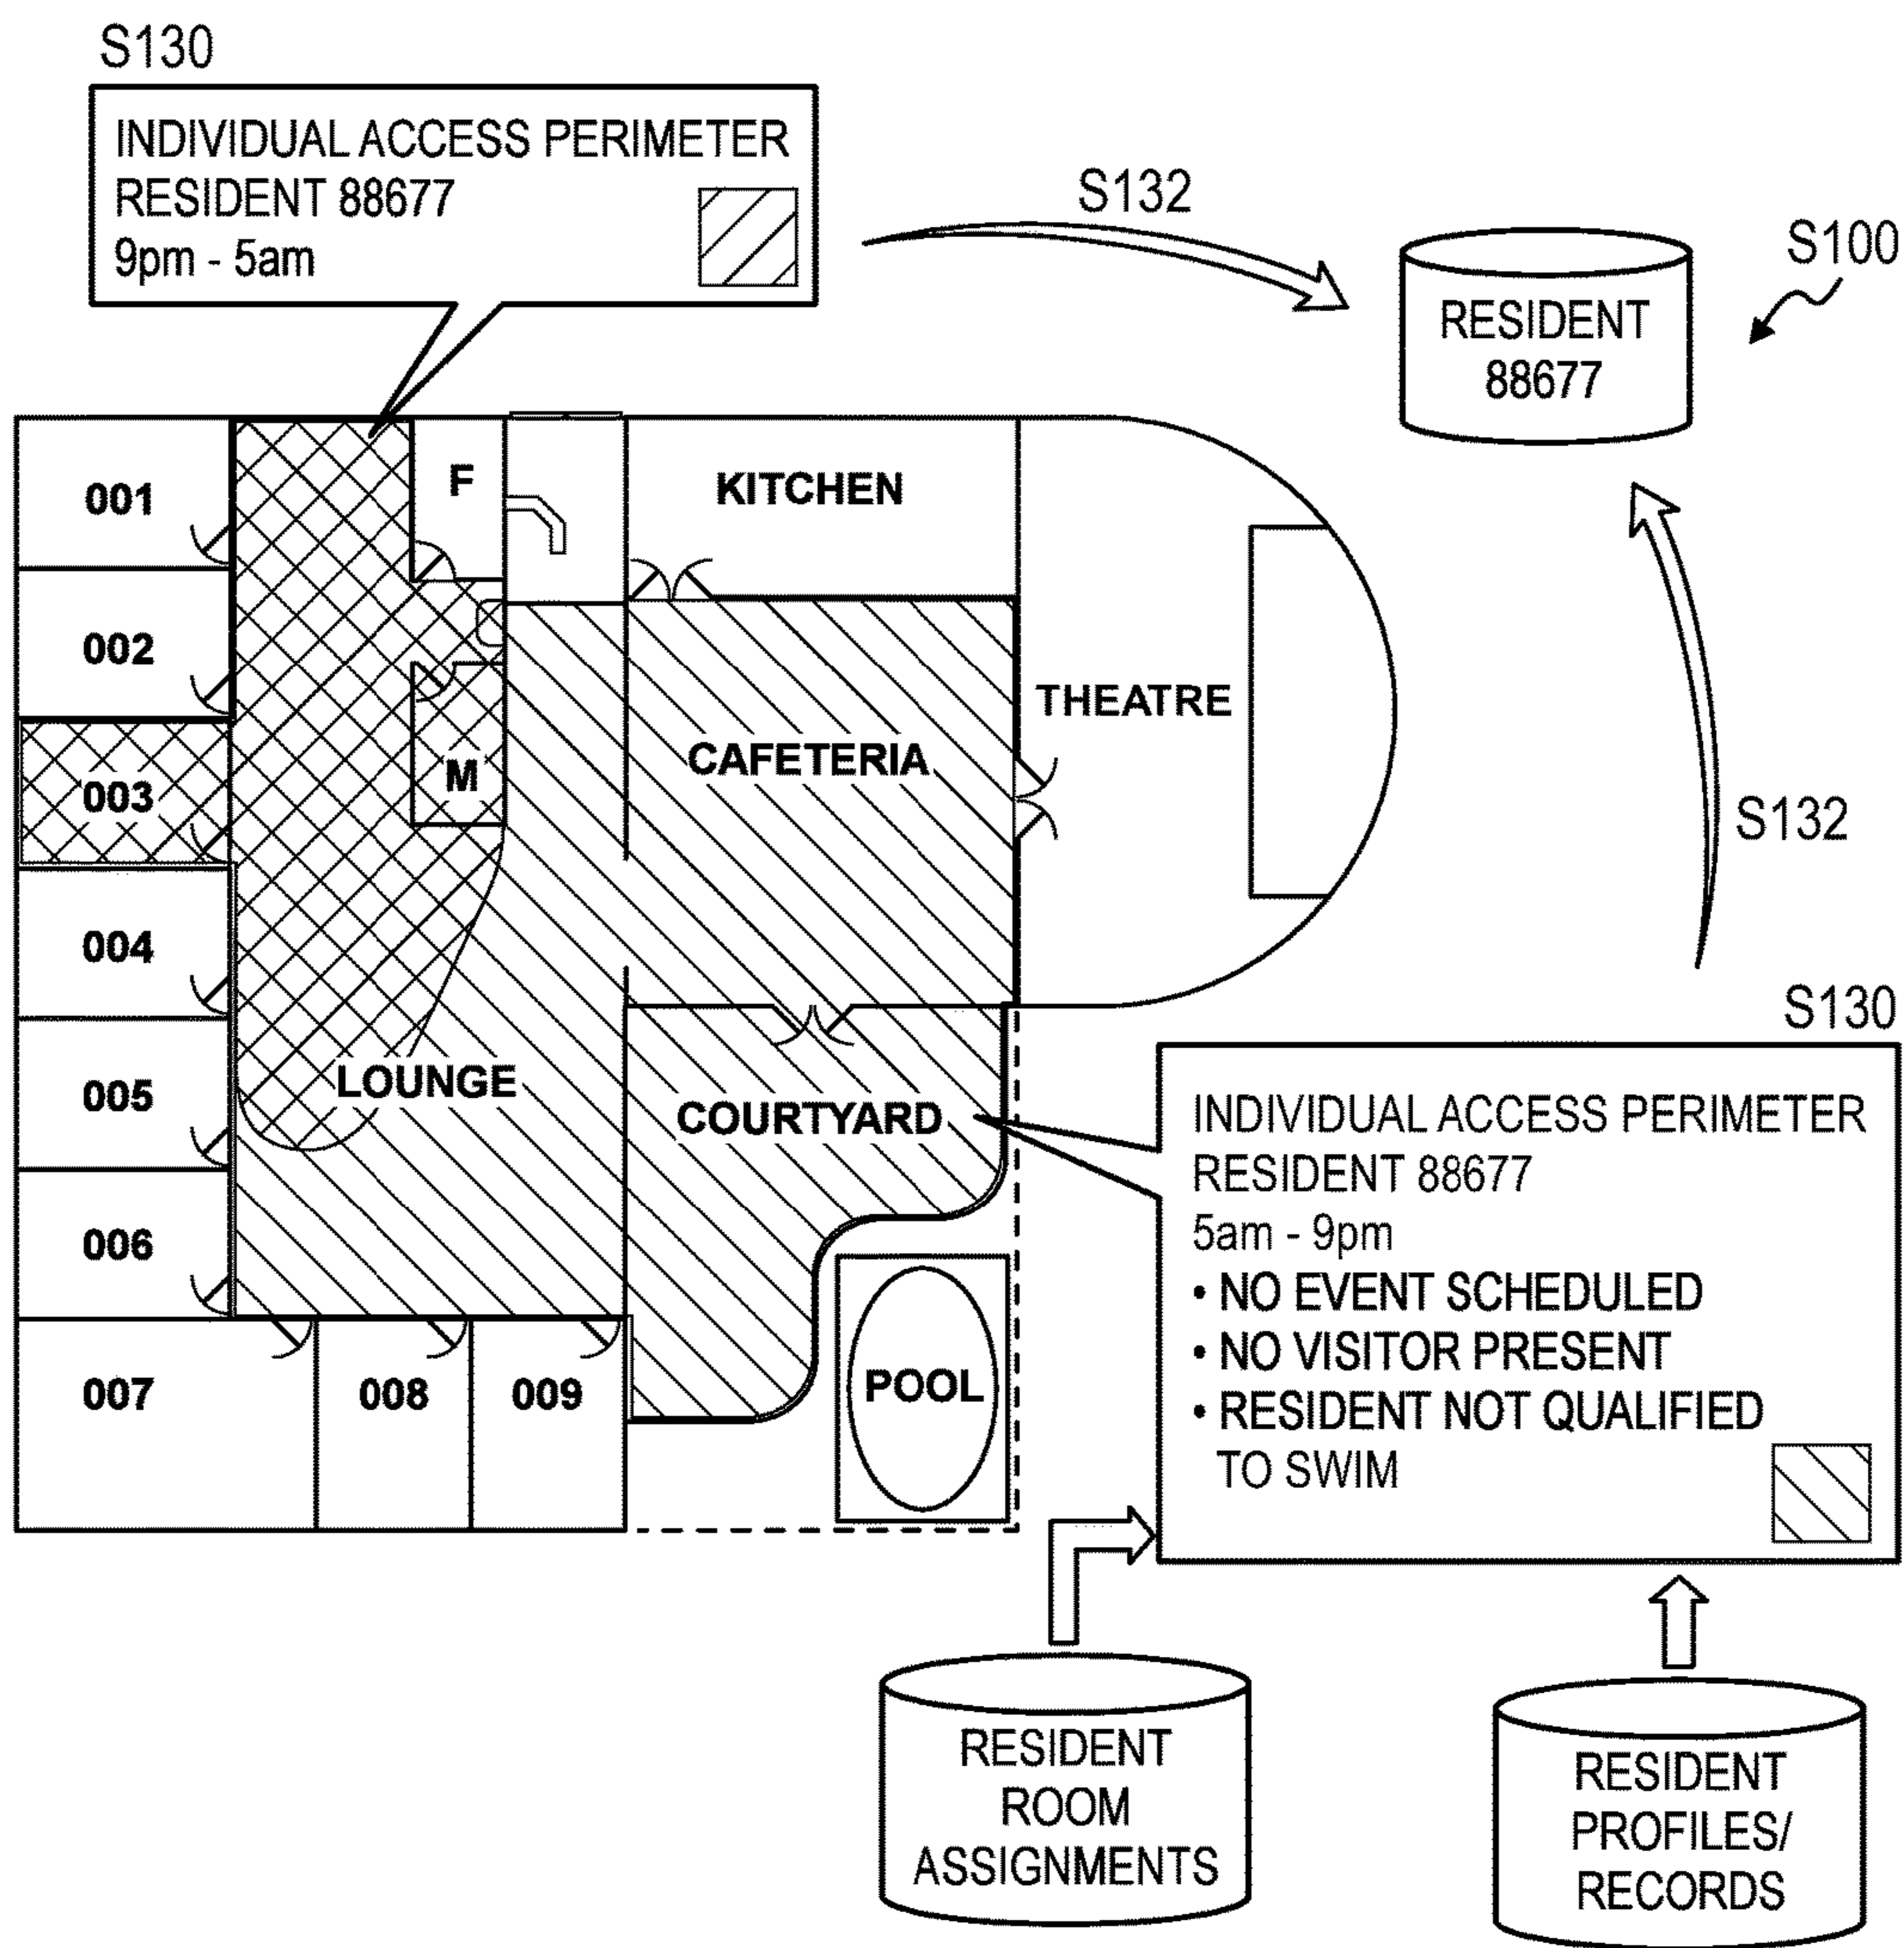 S130
INDIVIDUAL ACCESS PERIMETER
RESIDENT 88677
9pm - 5am
S132
S100
RESIDENT
88677
001
F
KITCHEN
002
THEATRE
003
M
CAFETERIA
S132
004
S130
005
LOUNGE
COURTYARD
INDIVIDUAL ACCESS PERIMETER
RESIDENT 88677
5am - 9pm
• NO EVENT SCHEDULED
• NO VISITOR PRESENT
• RESIDENT NOT QUALIFIED
TO SWIM
006
007
008
009
POOL
RESIDENT
ROOM
ASSIGNMENTS
RESIDENT
PROFILES/
RECORDS